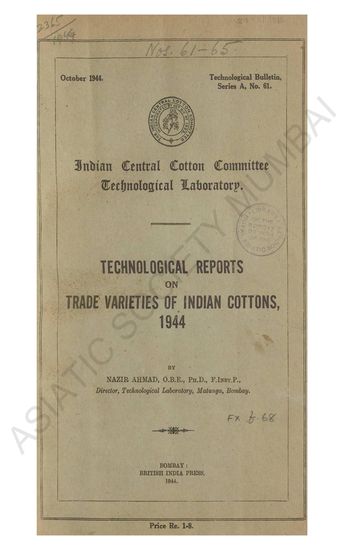 2365
1944
Nos. 61-65.
October 1944.
Technological Bulletin,
Series A, No. 61.
Indian Central Cotton Committee
Technological Laboratory.
TECHNOLOGICAL REPORTS
ON
TRADE VARIETIES OF INDIAN COTTONS,
1944
BY
NAZIR AHMAD, O.B.E., PH.D., F.INST.P.,
Director, Technological Laboratory, Matunga, Bombay.
BOMBAY:
BRITISH INDIA PRESS.
1944.
Price Re. 1-8.
ASIATIC SOCIETY MUMBAI